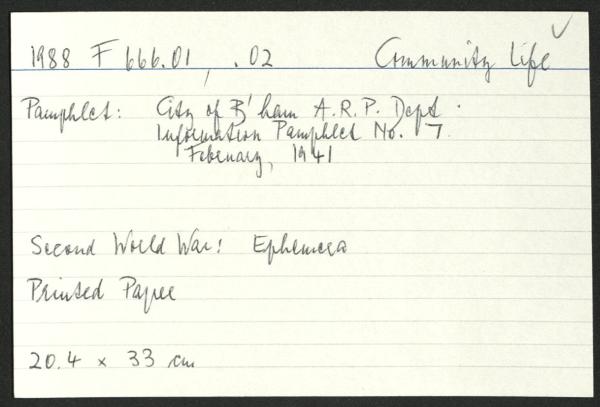 1988 F 666.01, .02 Community Life
Pamphlet: City of B'ham A.R.P. Dept.
Information Pamphlet No. 7.
February, 1941
Second World War: Ephemera
Printed Paper
20.4 × 33 cm